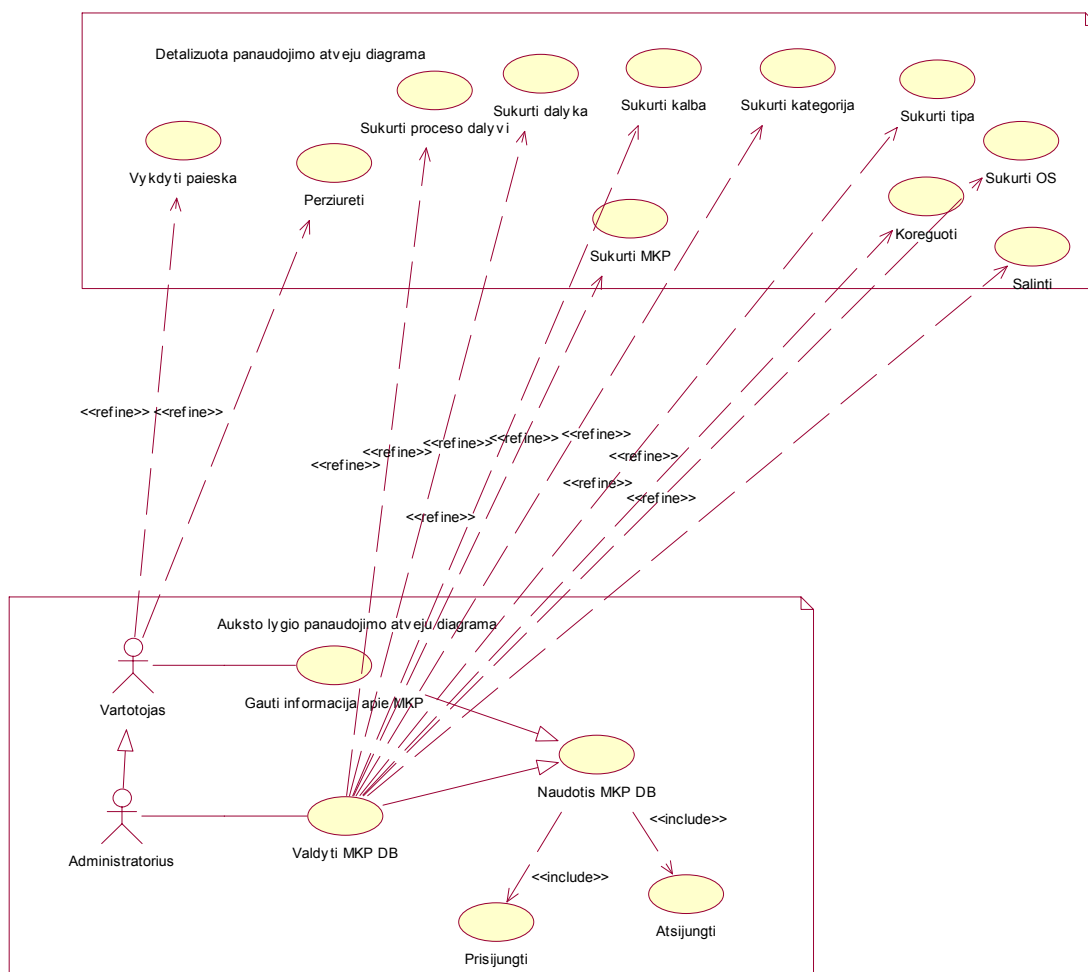 Detalizuota panaudojimo atveju diagrama
Sukurti proceso dalyvi
Sukurti dalyka
Sukurti kalba
Sukurti kategorija
Sukurti tipa
Vykdyti paieska
Perziureti
Sukurti OS
Sukurti MKP
Koreguoti
Salinti
<<refine>>
<<refine>>
<<refine>>
<<refine>>
<<refine>>
<<refine>>
<<refine>>
<<refine>>
<<refine>>
<<refine>>
<<refine>>
Auksto lygio panaudojimo atveju diagrama
Vartotojas
Gauti informacija apie MKP
Naudotis MKP DB
Administratorius
Valdyti MKP DB
<<include>>
<<include>>
Prisijungti
Atsijungti